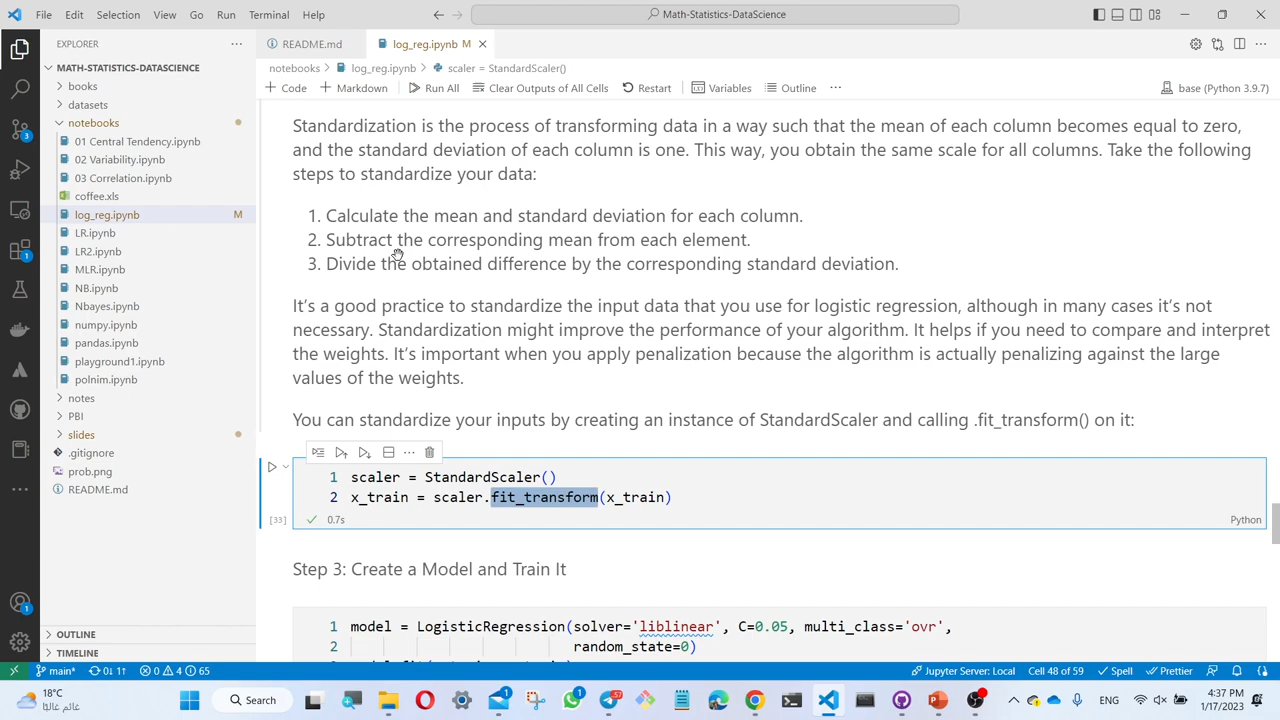 File Edit Selection View Go Run Terminal Help
Math-Statistics-DataScience
EXPLORER
README.md
log_reg.ipynb M
MATH-STATISTICS-DATASCIENCE
books
datasets
notebooks
01 Central Tendency.ipynb
02 Variability.ipynb
03 Correlation.ipynb
coffee.xls
log_reg.ipynb M
LR.ipynb
LR2.ipynb
MLR.ipynb
NB.ipynb
Nbayes.ipynb
numpy.ipynb
pandas.ipynb
playground1.ipynb
polnim.ipynb
notes
PBI
slides
.gitignore
prob.png
README.md
OUTLINE
TIMELINE
notebooks > log_reg.ipynb > scaler = StandardScaler()
+ Code + Markdown Run All Clear Outputs of All Cells Restart Variables Outline ... base (Python 3.9.7)
Standardization is the process of transforming data in a way such that the mean of each column becomes equal to zero,
and the standard deviation of each column is one. This way, you obtain the same scale for all columns. Take the following
steps to standardize your data:
1. Calculate the mean and standard deviation for each column.
2. Subtract the corresponding mean from each element.
3. Divide the obtained difference by the corresponding standard deviation.
It's a good practice to standardize the input data that you use for logistic regression, although in many cases it's not
necessary. Standardization might improve the performance of your algorithm. It helps if you need to compare and interpret
the weights. It's important when you apply penalization because the algorithm is actually penalizing against the large
values of the weights.
You can standardize your inputs by creating an instance of StandardScaler and calling .fit_transform() on it:
1 scaler = StandardScaler()
2 x_train = scaler.fit_transform(x_train)
[33] 0.7s Python
Step 3: Create a Model and Train It
1 model = LogisticRegression(solver='liblinear', C=0.05, multi_class='ovr',
2 random_state=0)
3
1
1
1
main* 0↓ 1↑ 0 4 65 Jupyter Server: Local Cell 48 of 59 Spell Prettier
18°C
غائم غالبًا
Search
1
1
57
ENG
4:37 PM
1/17/2023